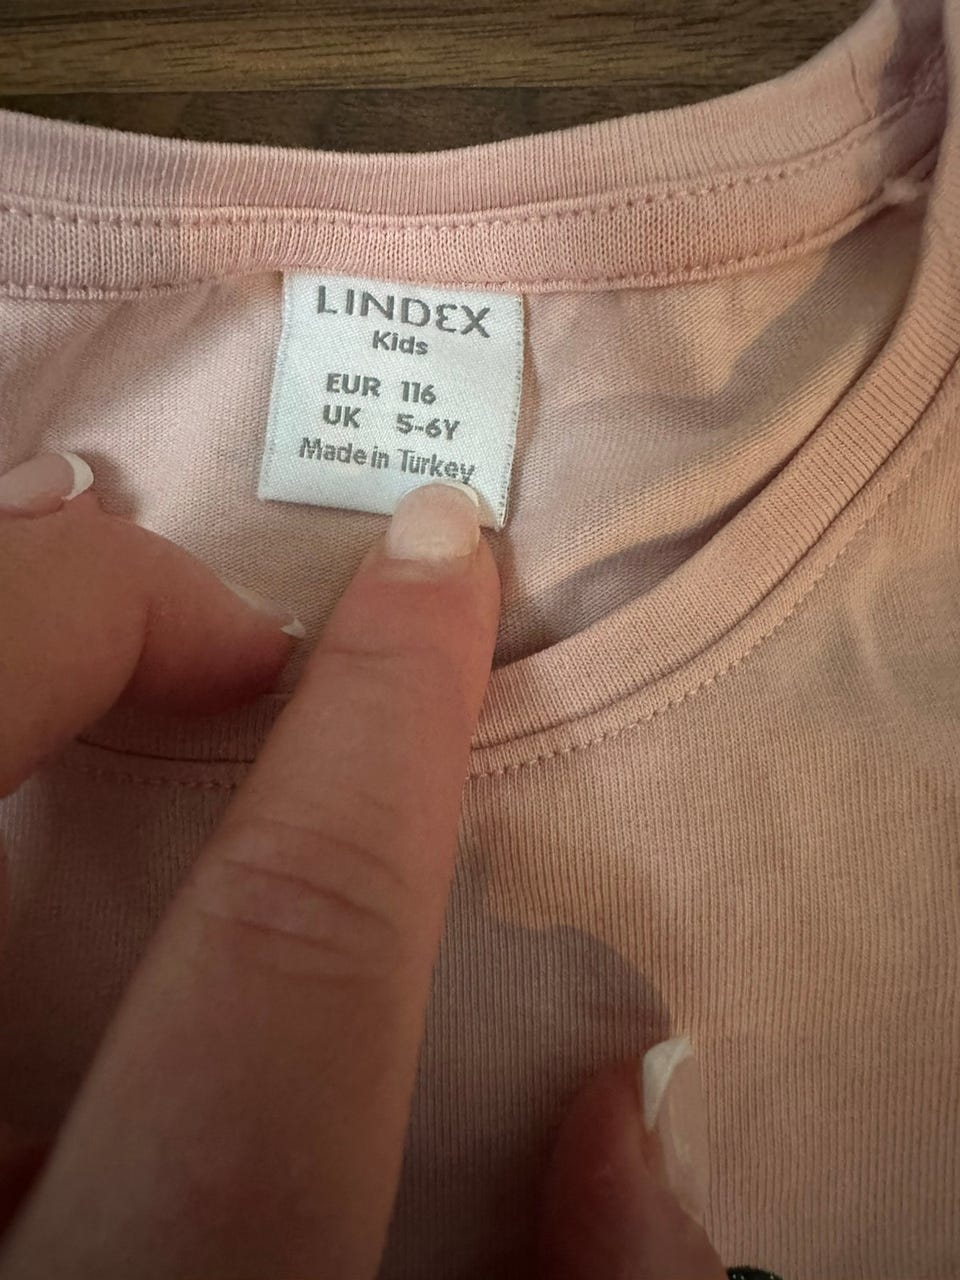 LINDEX
Kids
EUR 116
UK 5-6Y
Made in Turkey